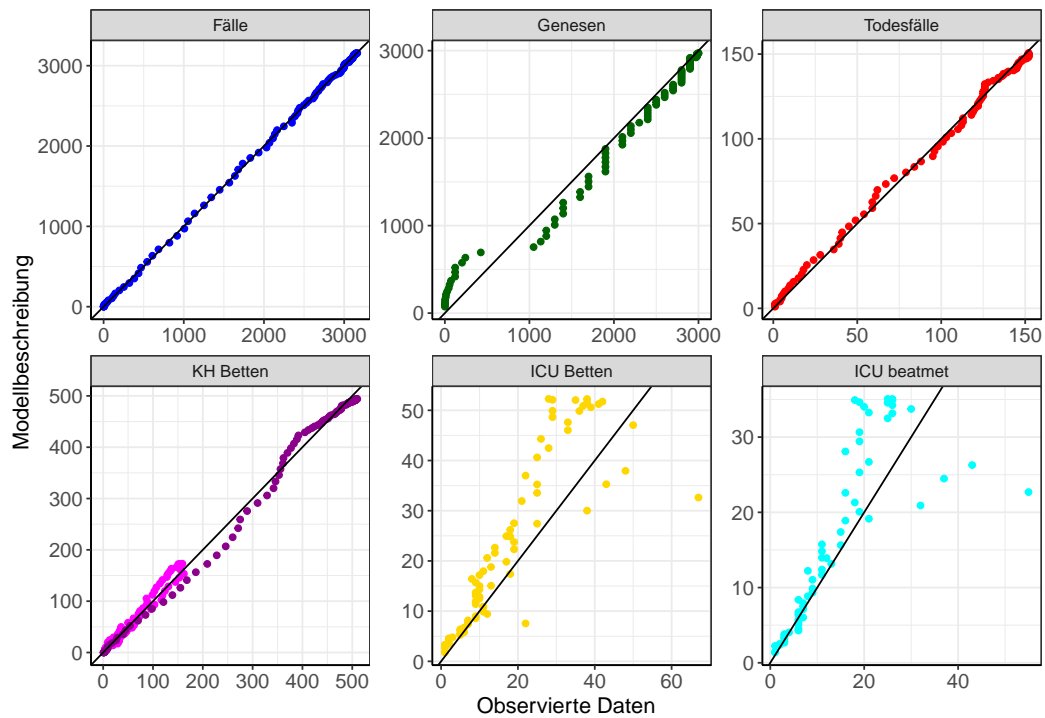 Fälle
Genesen
Todesfälle
3000
2000
1000
0
0 1000 2000 3000
3000
2000
1000
0
0 1000 2000 3000
150
100
50
0
0 50 100 150
Modellbeschreibung
KH Betten
ICU Betten
ICU beatmet
500
400
300
200
100
0
0 100 200 300 400 500
50
40
30
20
10
0
0 20 40 60
30
20
10
0
0 20 40
Observierte Daten